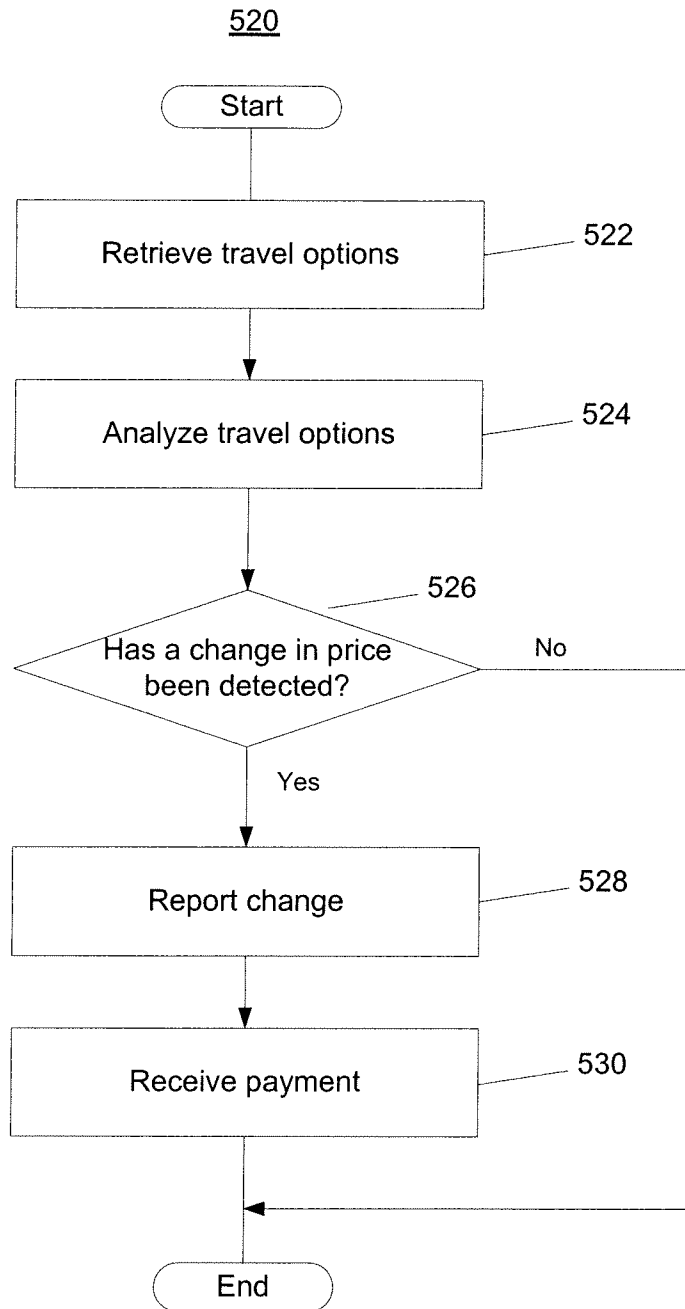 520
Start
Retrieve travel options
522
Analyze travel options
524
526
Has a change in price
been detected?
No
Yes
Report change
528
Receive payment
530
End